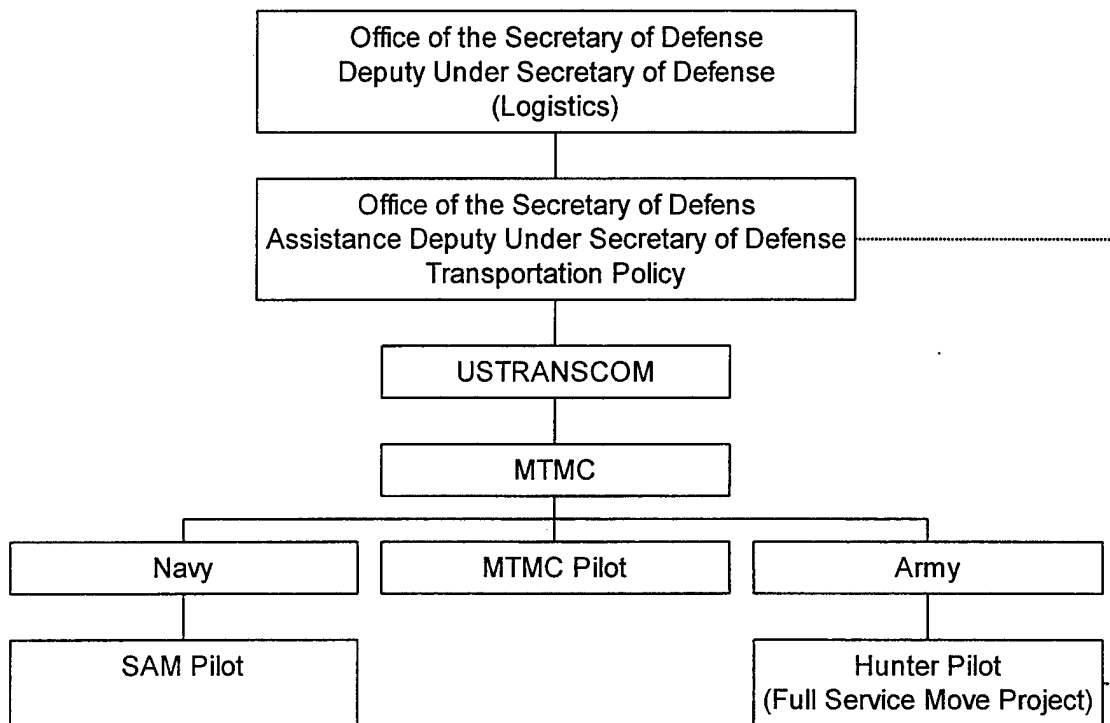 Office of the Secretary of Defense
Deputy Under Secretary of Defense
(Logistics)
Office of the Secretary of Defens
Assistance Deputy Under Secretary of Defense
Transportation Policy
USTRANSCOM
MTMC
Navy
MTMC Pilot
Army
SAM Pilot
Hunter Pilot
(Full Service Move Project)